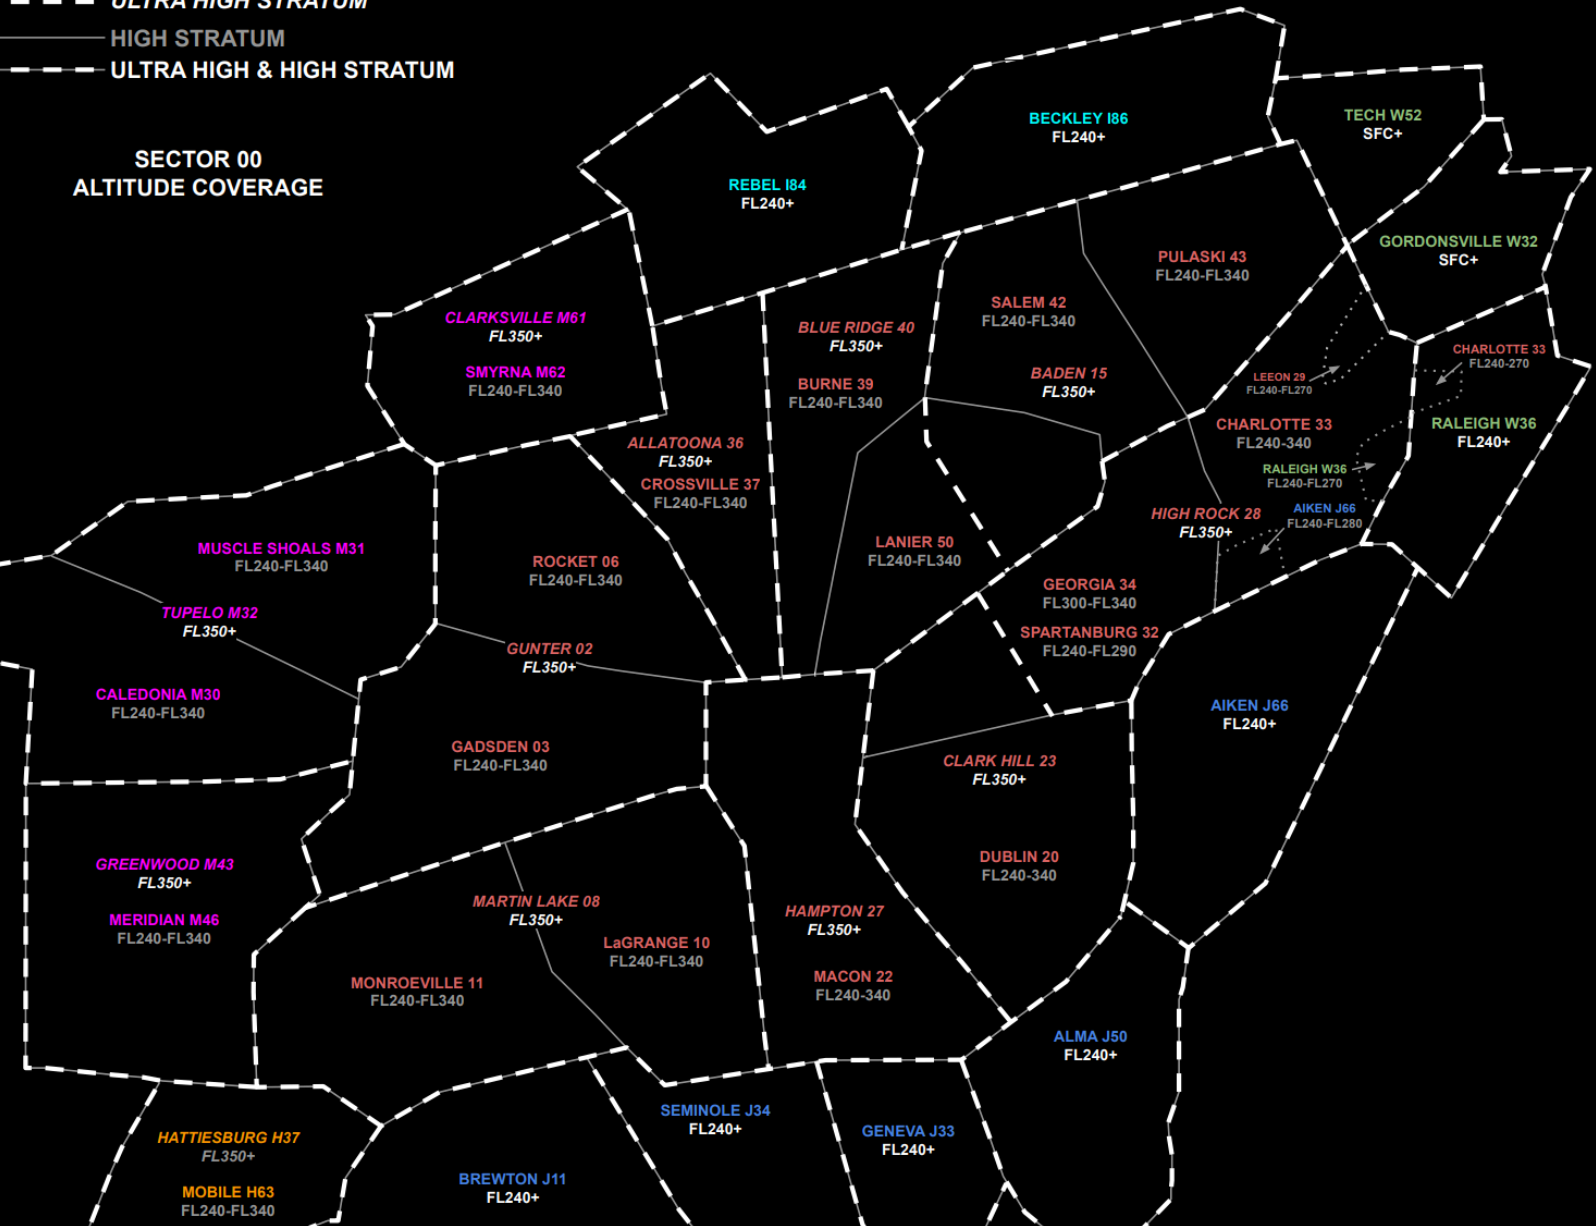 ULTRA HIGH STRATUM
HIGH STRATUM
ULTRA HIGH & HIGH STRATUM
SECTOR 00
ALTITUDE COVERAGE
BECKLEY I86
FL240+
TECH W52
SFC+
REBEL I84
FL240+
GORDONSVILLE W32
SFC+
PULASKI 43
FL240-FL340
SALEM 42
FL240-FL340
CLARKSVILLE M61
FL350+
SMYRNA M62
FL240-FL340
BLUE RIDGE 40
FL350+
BURNE 39
FL240-FL340
BADEN 15
FL350+
LEEON 29
FL240-FL270
CHARLOTTE 33
FL240-270
CHARLOTTE 33
FL240-340
RALEIGH W36
FL240+
RALEIGH W36
FL240-FL270
AIKEN J66
FL240-FL280
ALLATOONA 36
FL350+
CROSSVILLE 37
FL240-FL340
HIGH ROCK 28
FL350+
MUSCLE SHOALS M31
FL240-FL340
ROCKET 06
FL240-FL340
LANIER 50
FL240-FL340
GEORGIA 34
FL300-FL340
SPARTANBURG 32
FL240-FL290
TUPELO M32
FL350+
GUNTER 02
FL350+
CALEDONIA M30
FL240-FL340
AIKEN J66
FL240+
GADSDEN 03
FL240-FL340
CLARK HILL 23
FL350+
DUBLIN 20
FL240-340
GREENWOOD M43
FL350+
MERIDIAN M46
FL240-FL340
MARTIN LAKE 08
FL350+
LaGRANGE 10
FL240-FL340
HAMPTON 27
FL350+
MACON 22
FL240-340
MONROEVILLE 11
FL240-FL340
ALMA J50
FL240+
SEMINOLE J34
FL240+
GENEVA J33
FL240+
HATTIESBURG H37
FL350+
MOBILE H63
FL240-FL340
BREWTON J11
FL240+